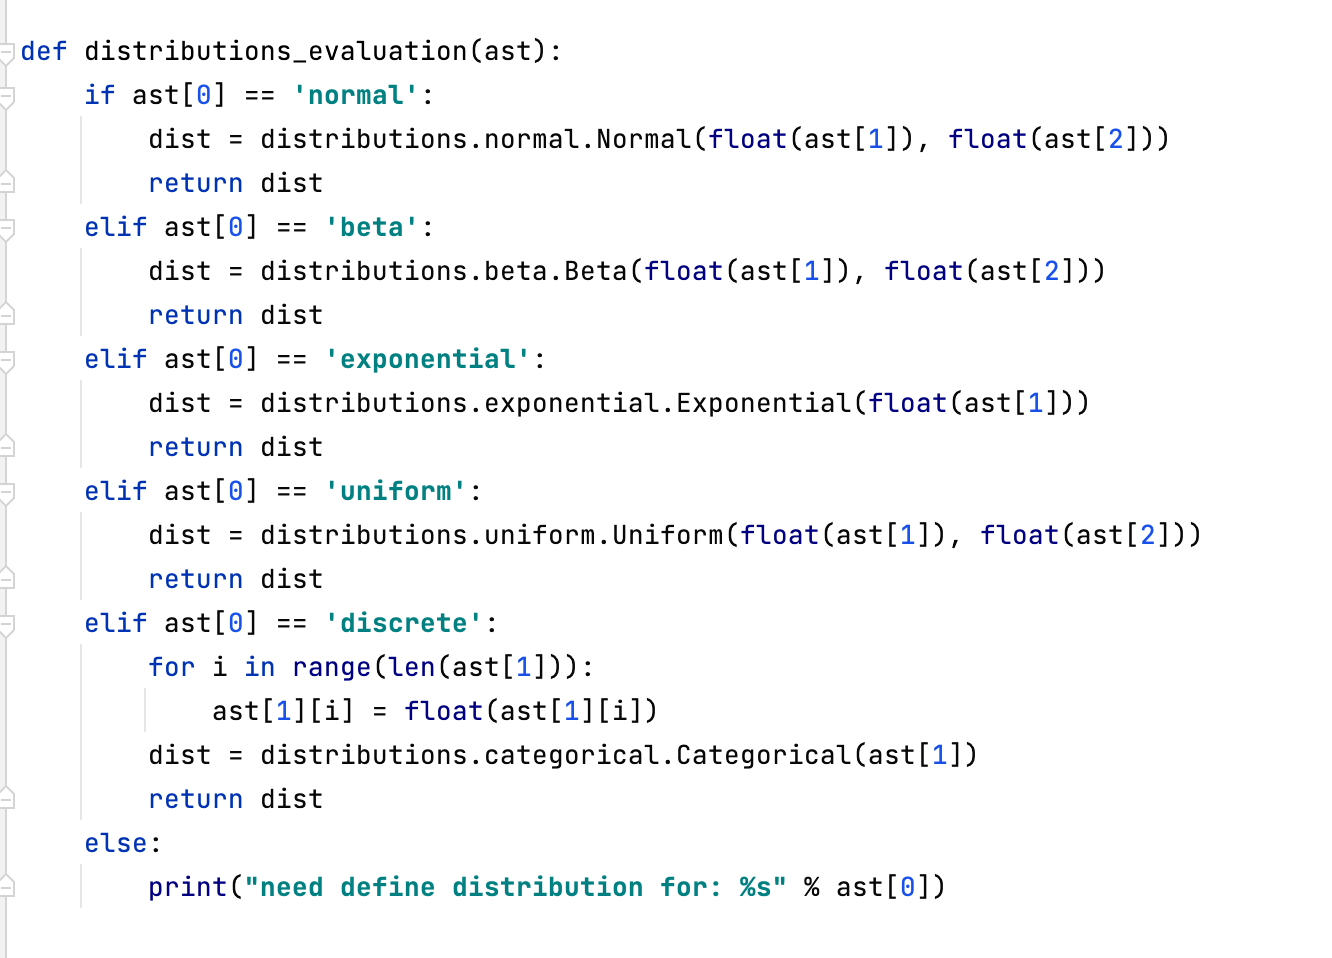 def distributions_evaluation(ast):
    if ast[0] == 'normal':
        dist = distributions.normal.Normal(float(ast[1]), float(ast[2]))
        return dist
    elif ast[0] == 'beta':
        dist = distributions.beta.Beta(float(ast[1]), float(ast[2]))
        return dist
    elif ast[0] == 'exponential':
        dist = distributions.exponential.Exponential(float(ast[1]))
        return dist
    elif ast[0] == 'uniform':
        dist = distributions.uniform.Uniform(float(ast[1]), float(ast[2]))
        return dist
    elif ast[0] == 'discrete':
        for i in range(len(ast[1])):
            ast[1][i] = float(ast[1][i])
        dist = distributions.categorical.Categorical(ast[1])
        return dist
    else:
        print("need define distribution for: %s" % ast[0])